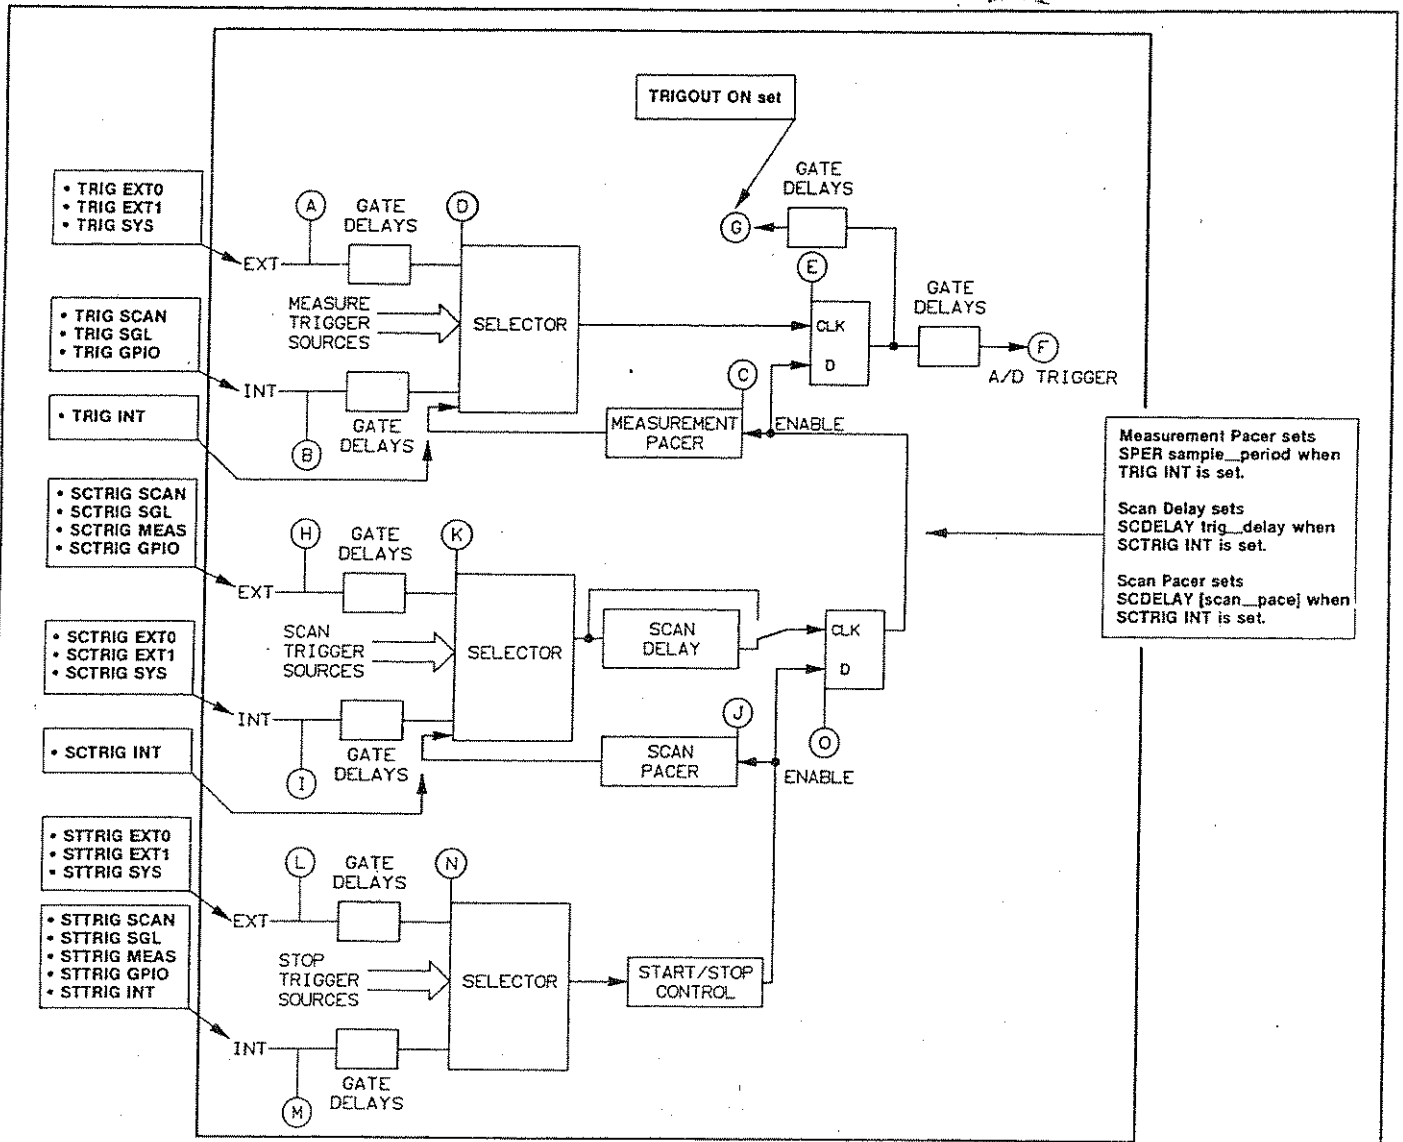 TRIGOUT ON set
• TRIG EXT0
• TRIG EXT1
• TRIG SYS
A
GATE
DELAYS
D
GATE
DELAYS
G
EXT
E
GATE
DELAYS
• TRIG SCAN
• TRIG SGL
• TRIG GPIO
MEASURE
TRIGGER
SOURCES
SELECTOR
CLK
D
F
A/D TRIGGER
INT
C
• TRIG INT
GATE
DELAYS
B
MEASUREMENT
PACER
ENABLE
Measurement Pacer sets
SPER sample__period when
TRIG INT is set.
Scan Delay sets
SCDELAY trig__delay when
SCTRIG INT is set.
Scan Pacer sets
SCDELAY [scan__pace] when
SCTRIG INT is set.
• SCTRIG SCAN
• SCTRIG SGL
• SCTRIG MEAS
• SCTRIG GPIO
H
GATE
DELAYS
K
EXT
• SCTRIG EXT0
• SCTRIG EXT1
• SCTRIG SYS
SCAN
TRIGGER
SOURCES
SELECTOR
SCAN
DELAY
CLK
D
INT
J
• SCTRIG INT
GATE
DELAYS
I
SCAN
PACER
O
ENABLE
• STTRIG EXT0
• STTRIG EXT1
• STTRIG SYS
L
GATE
DELAYS
N
EXT
• STTRIG SCAN
• STTRIG SGL
• STTRIG MEAS
• STTRIG GPIO
• STTRIG INT
STOP
TRIGGER
SOURCES
SELECTOR
START/STOP
CONTROL
INT
GATE
DELAYS
M